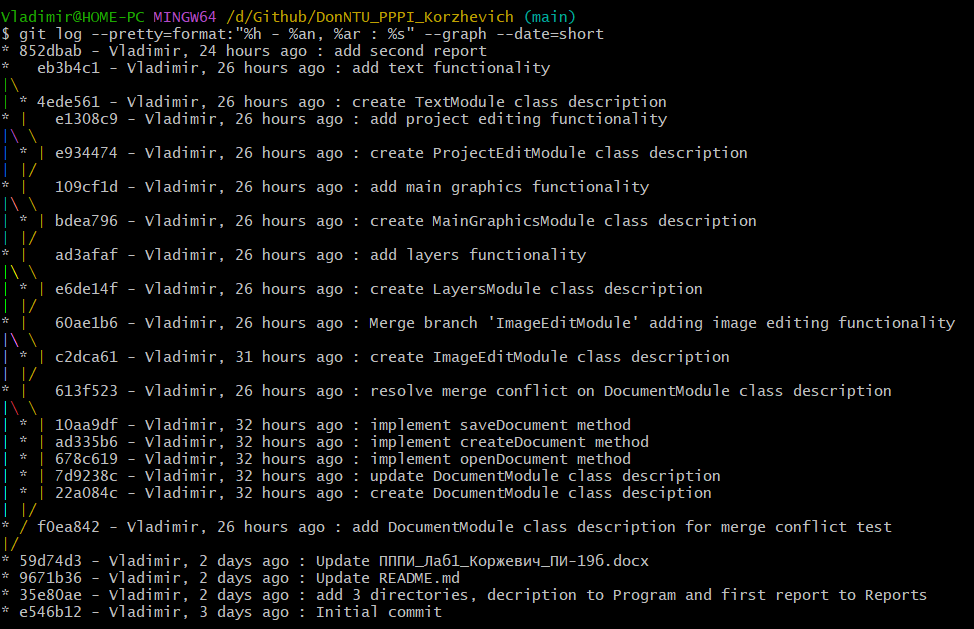 Vladimir@HOME-PC MINGW64 /d/Github/DonNTU_PPPI_Korzhevich (main)
$ git log --pretty=format:"%h - %an, %ar : %s" --graph --date=short
* 852dbab - Vladimir, 24 hours ago : add second report
*   eb3b4c1 - Vladimir, 26 hours ago : add text functionality
|\
| * 4ede561 - Vladimir, 26 hours ago : create TextModule class description
* |   e1308c9 - Vladimir, 26 hours ago : add project editing functionality
|\ \
| * | e934474 - Vladimir, 26 hours ago : create ProjectEditModule class description
| |/
* |   109cf1d - Vladimir, 26 hours ago : add main graphics functionality
|\ \
| * | bdea796 - Vladimir, 26 hours ago : create MainGraphicsModule class description
| |/
* |   ad3afaf - Vladimir, 26 hours ago : add layers functionality
|\ \
| * | e6de14f - Vladimir, 26 hours ago : create LayersModule class description
| |/
* |   60ae1b6 - Vladimir, 26 hours ago : Merge branch 'ImageEditModule' adding image editing functionality
|\ \
| * | c2dca61 - Vladimir, 31 hours ago : create ImageEditModule class description
| |/
* |   613f523 - Vladimir, 26 hours ago : resolve merge conflict on DocumentModule class description
|\ \
| * | 10aa9df - Vladimir, 32 hours ago : implement saveDocument method
| * | ad335b6 - Vladimir, 32 hours ago : implement createDocument method
| * | 678c619 - Vladimir, 32 hours ago : implement openDocument method
| * | 7d9238c - Vladimir, 32 hours ago : update DocumentModule class description
| * | 22a084c - Vladimir, 32 hours ago : create DocumentModule class desciption
| |/
* / f0ea842 - Vladimir, 26 hours ago : add DocumentModule class description for merge conflict test
|/
* 59d74d3 - Vladimir, 2 days ago : Update ПППИ_Лаб1_Коржевич_ПИ-19б.docx
* 9671b36 - Vladimir, 2 days ago : Update README.md
* 35e80ae - Vladimir, 2 days ago : add 3 directories, decription to Program and first report to Reports
* e546b12 - Vladimir, 3 days ago : Initial commit